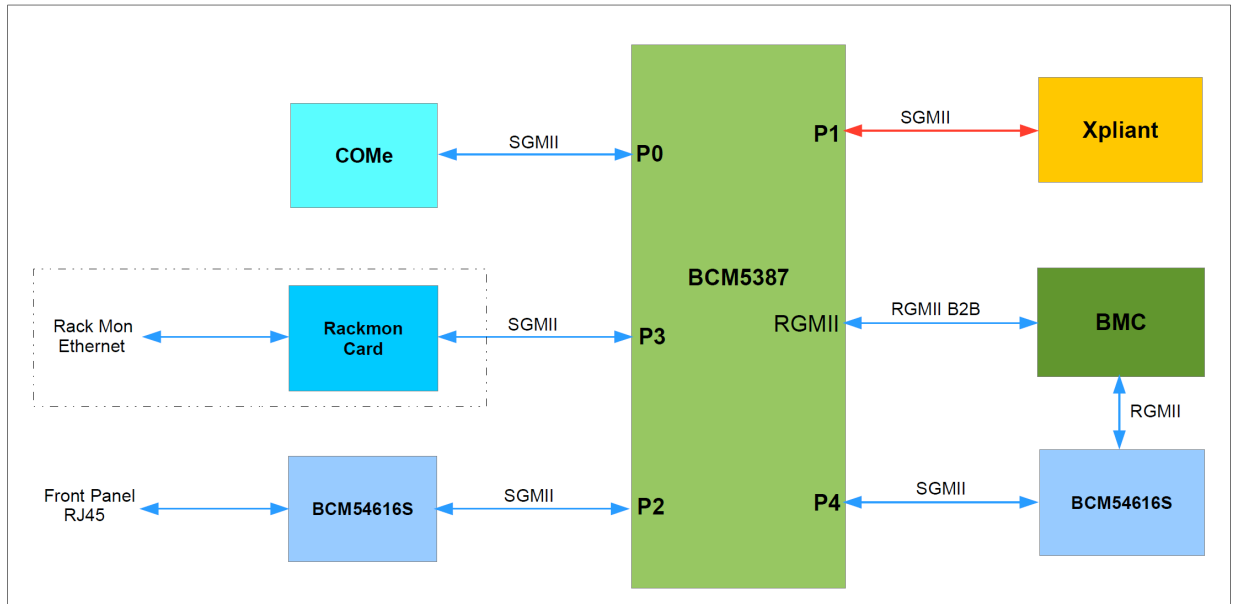 COMe
SGMII
P0
P1
SGMII
Xpliant
BCM5387
Rack Mon
Ethernet
Rackmon
Card
SGMII
P3
RGMII
RGMII B2B
BMC
RGMII
Front Panel
RJ45
BCM54616S
SGMII
P2
P4
SGMII
BCM54616S